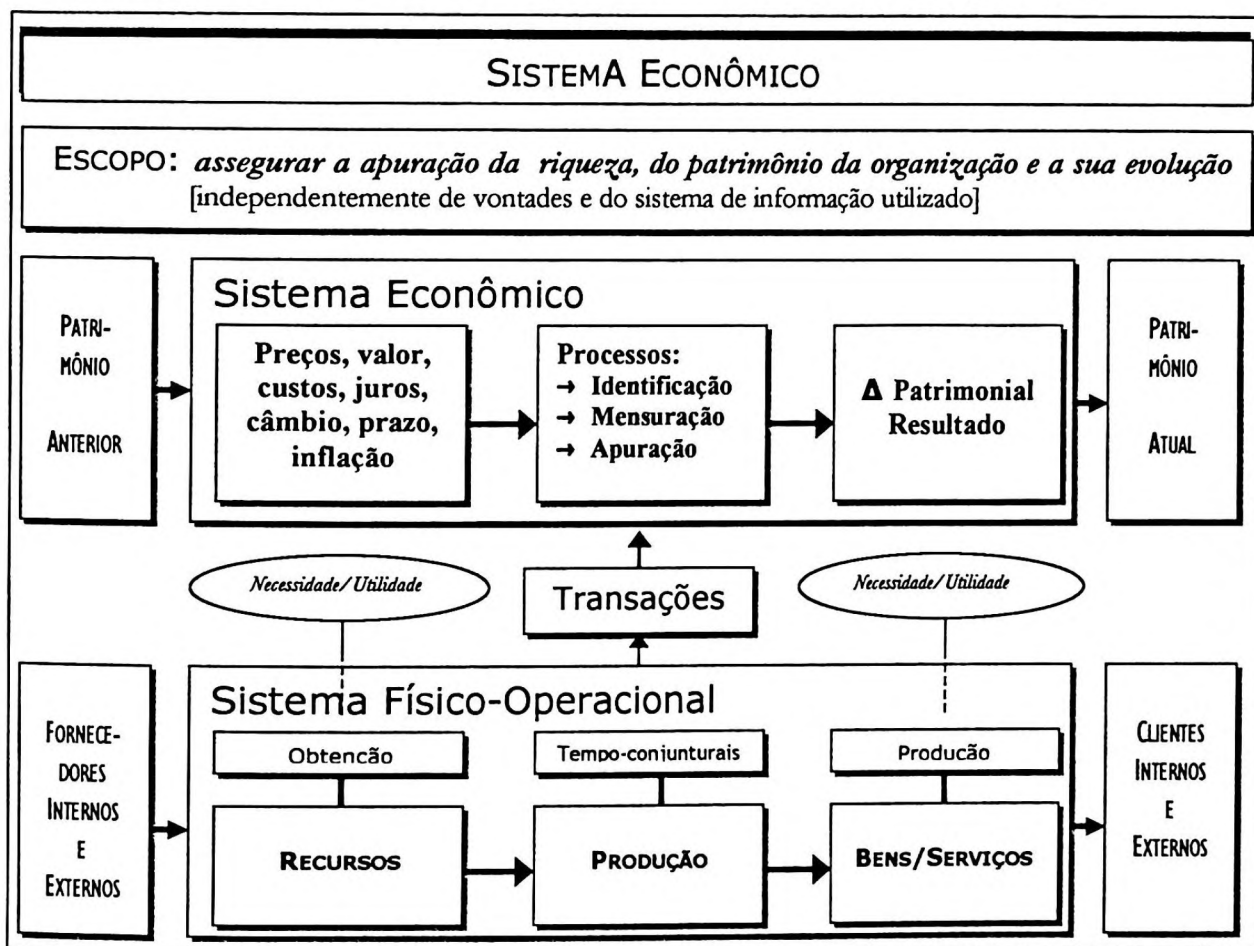 SISTEMA ECONÔMICO
ESCOPO: assegurar a apuração da riqueza, do patrimônio da organização e a sua evolução
[independentemente de vontades e do sistema de informação utilizado]
PATRI-
MÔNIO
ANTERIOR
Sistema Econômico
Preços, valor,
custos, juros,
câmbio, prazo,
inflação
Processos:
→ Identificação
→ Mensuração
→ Apuração
Δ Patrimonial
Resultado
PATRI-
MÔNIO
ATUAL
Necessidade/Utilidade
Transações
Necessidade/Utilidade
FORNECE-
DORES
INTERNOS
E
EXTERNOS
Sistema Físico-Operacional
Obtencão
Tempo-conjunturais
Producão
RECURSOS
PRODUÇÃO
BENS/SERVIÇOS
CLIENTES
INTERNOS
E
EXTERNOS